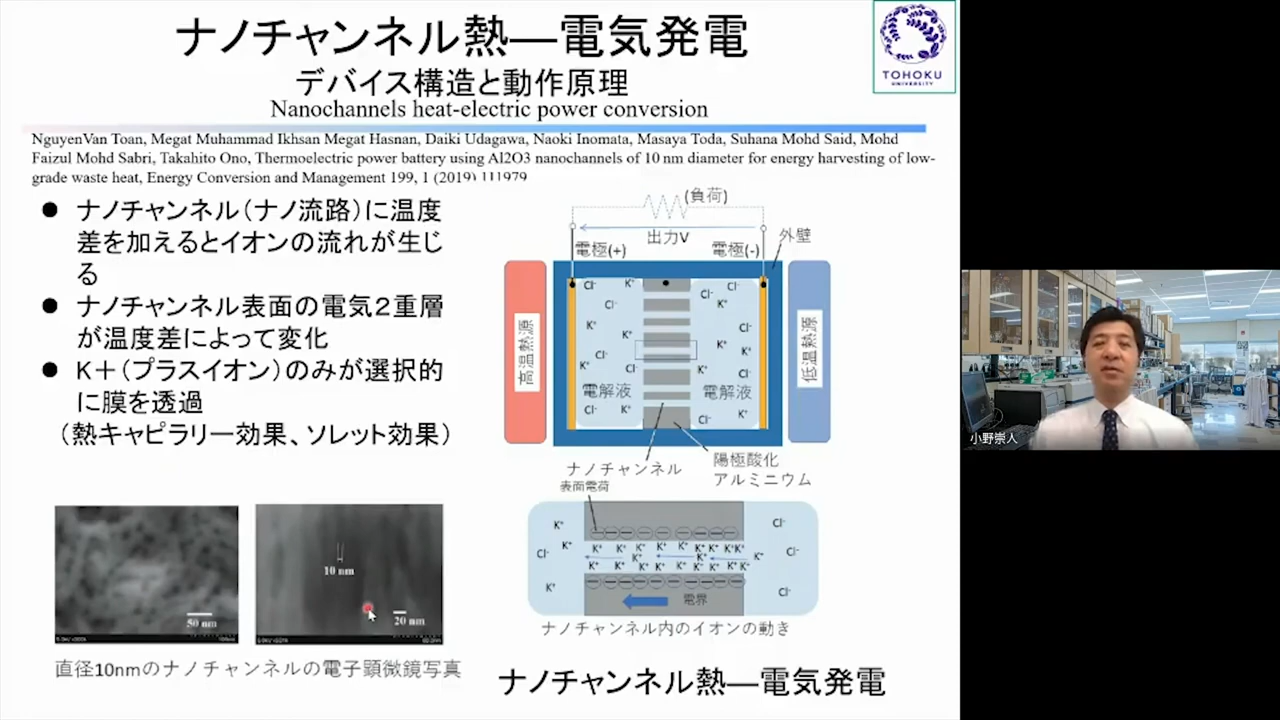 ナノチャンネル熱―電気発電
デバイス構造と動作原理
Nanochannels heat-electric power conversion
TOHOKU
UNIVERSITY
NguyenVan Toan, Megat Muhammad Ikhsan Megat Hasnan, Daiki Udagawa, Naoki Inomata, Masaya Toda, Suhana Mohd Said, Mohd
Faizul Mohd Sabri, Takahito Ono, Thermoelectric power battery using Al2O3 nanochannels of 10 nm diameter for energy harvesting of low-
grade waste heat, Energy Conversion and Management 199, 1 (2019) 111979
● ナノチャンネル（ナノ流路）に温度
差を加えるとイオンの流れが生じ
る
● ナノチャンネル表面の電気２重層
が温度差によって変化
● K＋（プラスイオン）のみが選択的
に膜を透過
（熱キャピラリー効果、ソレット効果）
10 nm
50 nm
20 nm
直径10nmのナノチャンネルの電子顕微鏡写真
(負荷)
出力V
電極(+)
電極(-)
外壁
高温熱源
低温熱源
Cl⁻ K⁺ Cl⁻ K⁺
Cl⁻ K⁺
K⁺ Cl⁻
K⁺ K⁺
Cl⁻ K⁺
K⁺ K⁺ Cl⁻
電解液 電解液
Cl⁻ K⁺ Cl⁻ K⁺
ナノチャンネル
陽極酸化
アルミニウム
表面電荷
K⁺ Cl⁻
K⁺ K⁺ K⁺ K⁺ K⁺ K⁺ K⁺ K⁺K⁺
Cl⁻ K⁺ K⁺ K⁺ Cl⁻
K⁺ K⁺ K⁺ K⁺ K⁺ K⁺ K⁺ K⁺
K⁺ Cl⁻
電界
ナノチャンネル内のイオンの動き
ナノチャンネル熱―電気発電
小野崇人